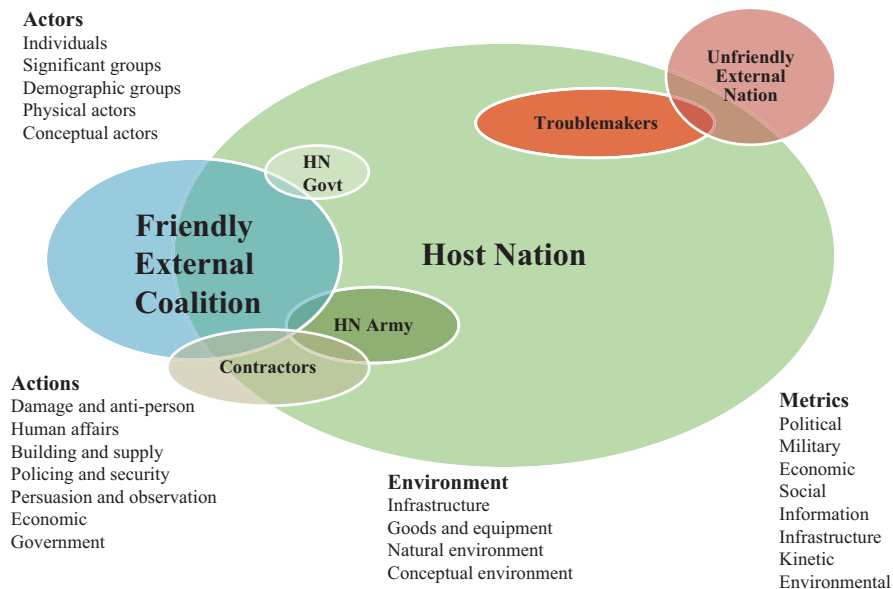 Actors
Individuals
Significant groups
Demographic groups
Physical actors
Conceptual actors
Unfriendly
External
Nation
Troublemakers
HN
Govt
Friendly
External
Coalition
Host Nation
HN Army
Contractors
Actions
Damage and anti-person
Human affairs
Building and supply
Policing and security
Persuasion and observation
Economic
Government
Environment
Infrastructure
Goods and equipment
Natural environment
Conceptual environment
Metrics
Political
Military
Economic
Social
Information
Infrastructure
Kinetic
Environmental